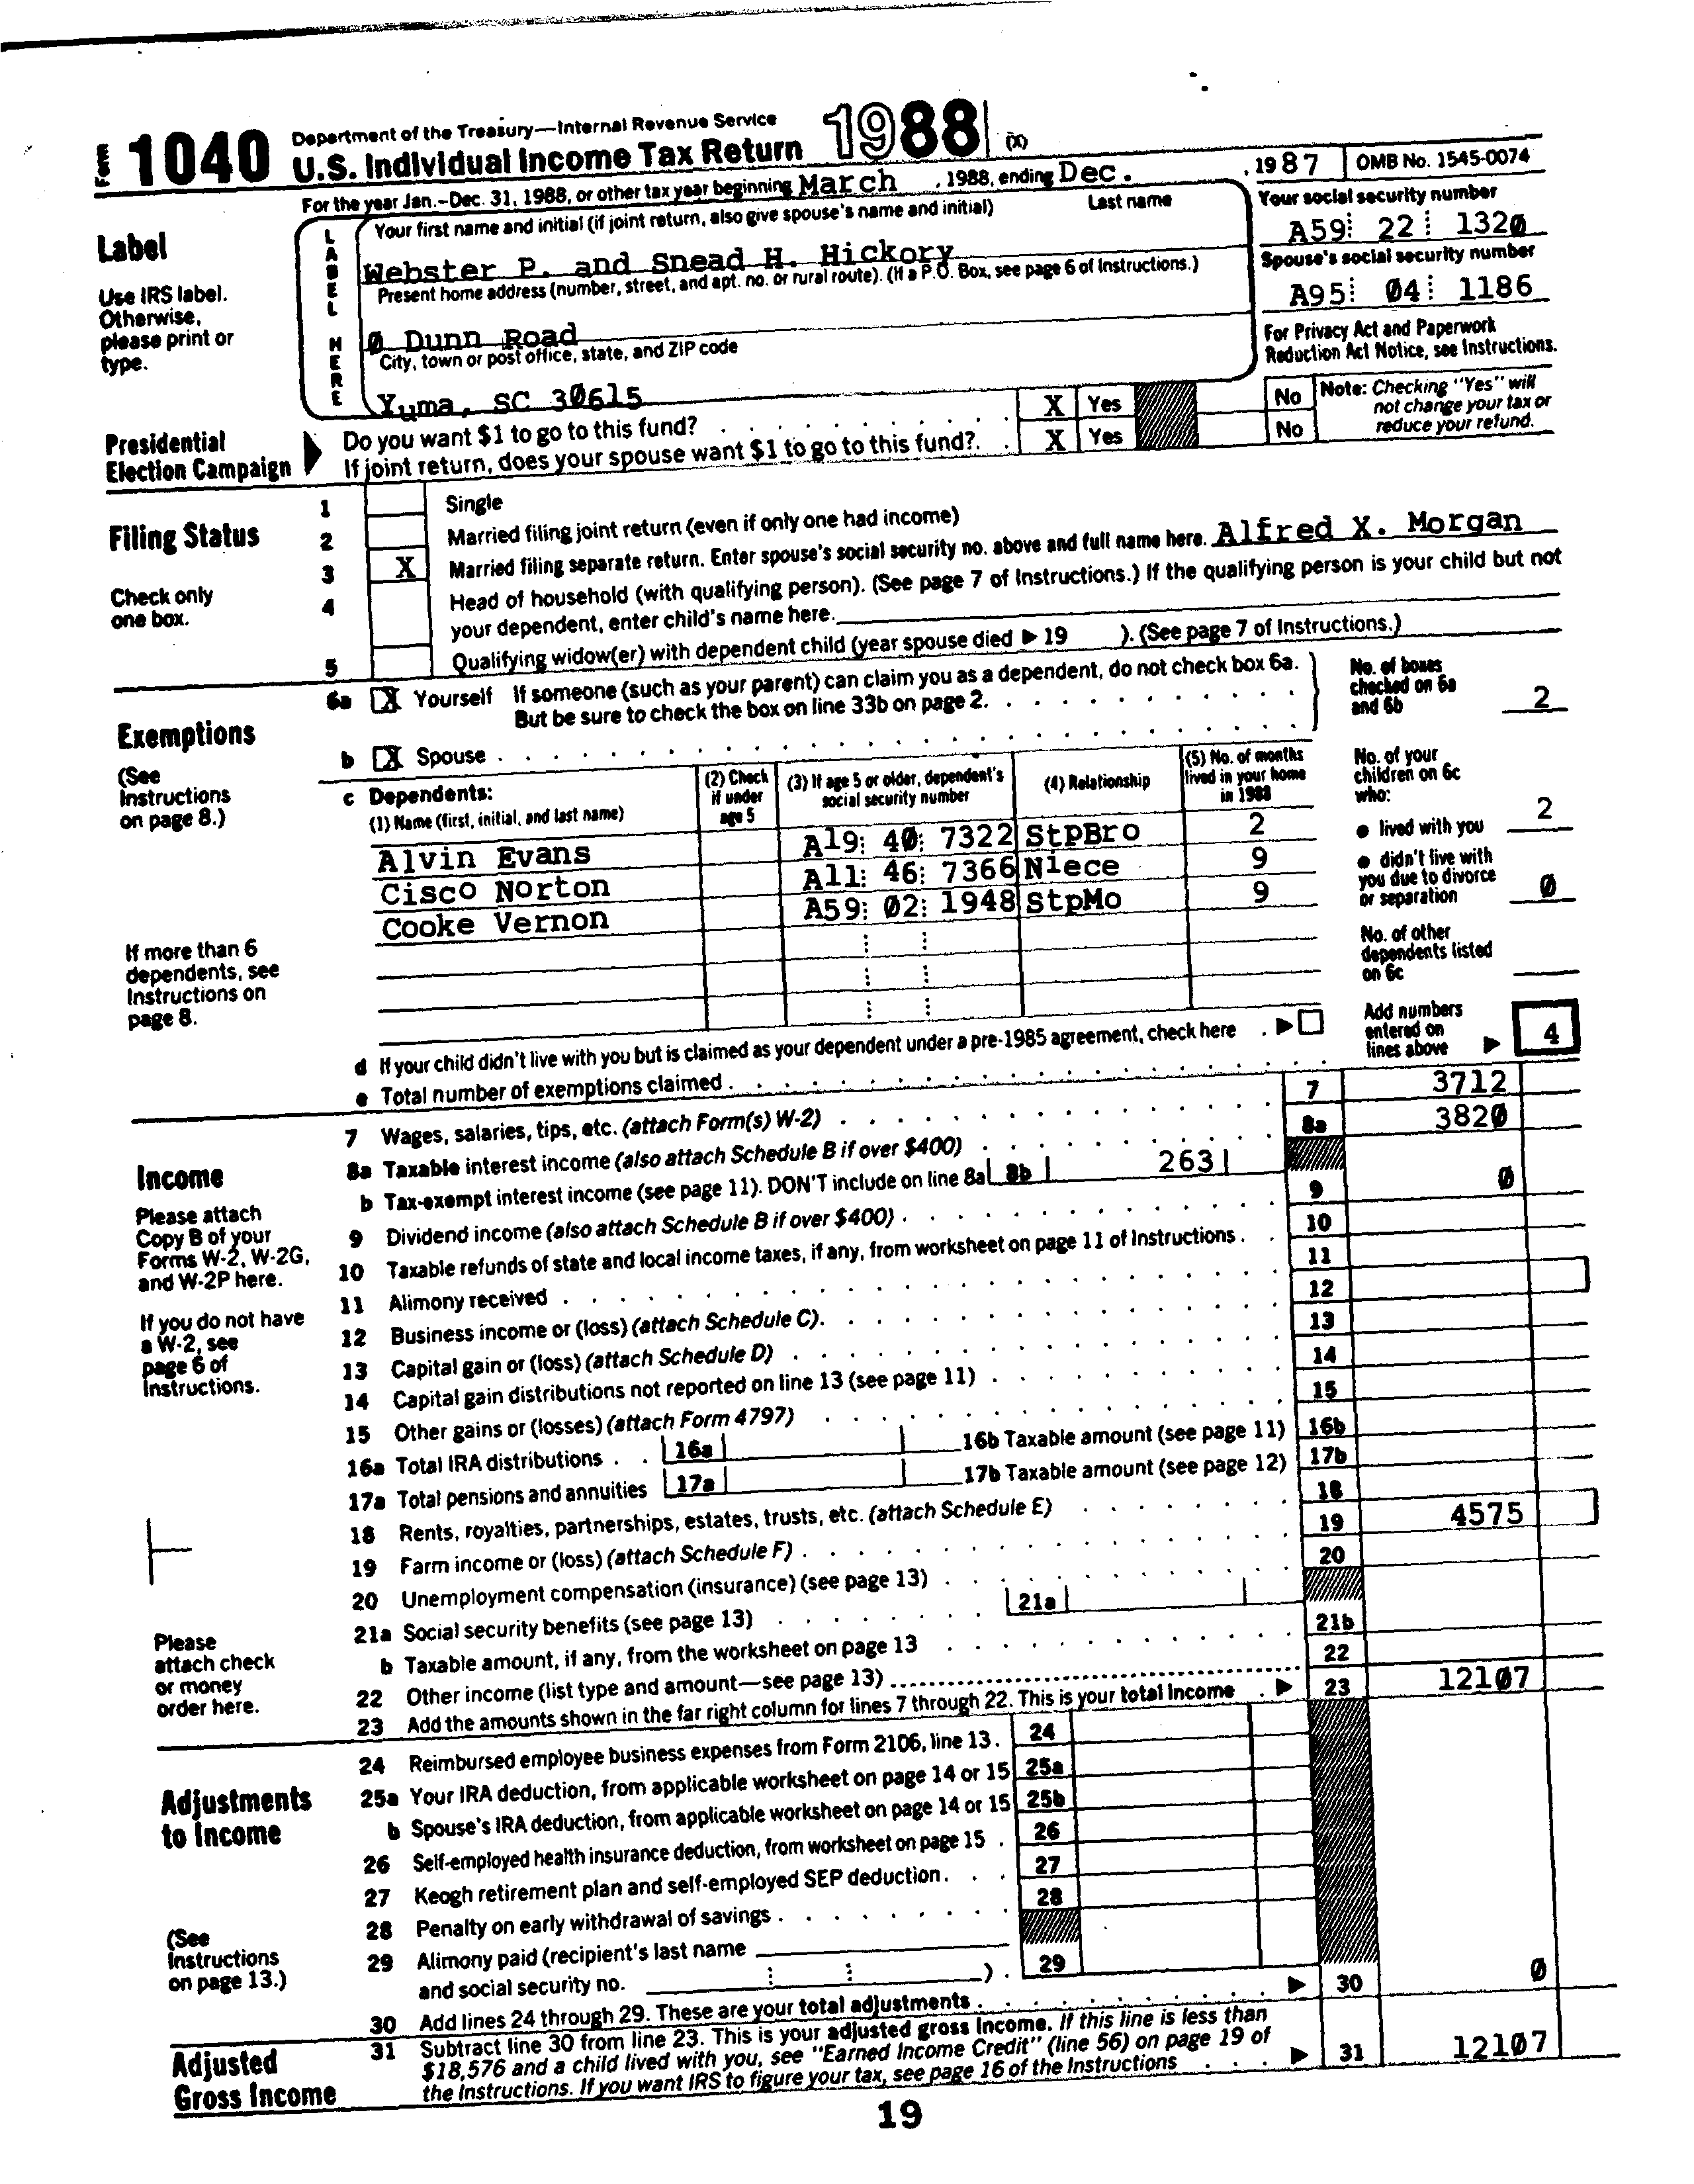 Form 1040 Department of the Treasury—Internal Revenue Service
U.S. Individual Income Tax Return 1988 (X)
For the year Jan.–Dec. 31, 1988, or other tax year beginning March , 1988, ending Dec. , 1987 OMB No. 1545-0074
Label
Use IRS label.
Otherwise,
please print or
type.
LABEL HERE
Your first name and initial (if joint return, also give spouse's name and initial) Last name
Webster P. and Snead H. Hickory
Present home address (number, street, and apt. no. or rural route). (If a P.O. Box, see page 6 of Instructions.)
Ø Dunn Road
City, town or post office, state, and ZIP code
Yuma, SC 3Ø615
Your social security number
A59 22 132Ø
Spouse's social security number
A95 Ø4 1186
For Privacy Act and Paperwork
Reduction Act Notice, see Instructions.
Presidential
Election Campaign
Do you want $1 to go to this fund? X Yes No
If joint return, does your spouse want $1 to go to this fund?. X Yes No
Note: Checking "Yes" will
not change your tax or
reduce your refund.
Filing Status
Check only
one box.
1 Single
2 Married filing joint return (even if only one had income)
3 X Married filing separate return. Enter spouse's social security no. above and full name here. Alfred X. Morgan
4 Head of household (with qualifying person). (See page 7 of Instructions.) If the qualifying person is your child but not
your dependent, enter child's name here.
5 Qualifying widow(er) with dependent child (year spouse died ▶ 19 ). (See page 7 of Instructions.)
Exemptions
(See
Instructions
on page 8.)
If more than 6
dependents, see
Instructions on
page 8.
6a X Yourself If someone (such as your parent) can claim you as a dependent, do not check box 6a.
But be sure to check the box on line 33b on page 2.
b X Spouse
No. of boxes
checked on 6a
and 6b 2
c Dependents:
(1) Name (first, initial, and last name)
(2) Check
if under
age 5
(3) If age 5 or older, dependent's
social security number
(4) Relationship
(5) No. of months
lived in your home
in 1988
Alvin Evans A19 4Ø 7322 StpBro 2
Cisco Norton A11 46 7366 Niece 9
Cooke Vernon A59 Ø2 1948 StpMo 9
No. of your
children on 6c
who:
● lived with you 2
● didn't live with
you due to divorce
or separation Ø
No. of other
dependents listed
on 6c
d If your child didn't live with you but is claimed as your dependent under a pre-1985 agreement, check here . ▶
e Total number of exemptions claimed
Add numbers
entered on
lines above ▶ 4
Income
Please attach
Copy B of your
Forms W-2, W-2G,
and W-2P here.
If you do not have
a W-2, see
page 6 of
Instructions.
Please
attach check
or money
order here.
7 Wages, salaries, tips, etc. (attach Form(s) W-2) 7 3712
8a Taxable interest income (also attach Schedule B if over $400) 8a 382Ø
b Tax-exempt interest income (see page 11). DON'T include on line 8a 8b 263
9 Dividend income (also attach Schedule B if over $400) 9 Ø
10 Taxable refunds of state and local income taxes, if any, from worksheet on page 11 of Instructions 10
11 Alimony received 11
12 Business income or (loss) (attach Schedule C). 12
13 Capital gain or (loss) (attach Schedule D) 13
14 Capital gain distributions not reported on line 13 (see page 11) 14
15 Other gains or (losses) (attach Form 4797) 15
16a Total IRA distributions 16a 16b Taxable amount (see page 11) 16b
17a Total pensions and annuities 17a 17b Taxable amount (see page 12) 17b
18 Rents, royalties, partnerships, estates, trusts, etc. (attach Schedule E) 18
19 Farm income or (loss) (attach Schedule F) 19 4575
20 Unemployment compensation (insurance) (see page 13) 20
21a Social security benefits (see page 13) 21a
b Taxable amount, if any, from the worksheet on page 13 21b
22 Other income (list type and amount—see page 13) 22
23 Add the amounts shown in the far right column for lines 7 through 22. This is your total income ▶ 23 121Ø7
Adjustments
to Income
(See
Instructions
on page 13.)
24 Reimbursed employee business expenses from Form 2106, line 13. 24
25a Your IRA deduction, from applicable worksheet on page 14 or 15 25a
b Spouse's IRA deduction, from applicable worksheet on page 14 or 15 25b
26 Self-employed health insurance deduction, from worksheet on page 15 26
27 Keogh retirement plan and self-employed SEP deduction 27
28 Penalty on early withdrawal of savings 28
29 Alimony paid (recipient's last name
and social security no. ) 29
30 Add lines 24 through 29. These are your total adjustments ▶ 30 Ø
Adjusted
Gross Income
31 Subtract line 30 from line 23. This is your adjusted gross income. If this line is less than
$18,576 and a child lived with you, see "Earned Income Credit" (line 56) on page 19 of
the Instructions. If you want IRS to figure your tax, see page 16 of the Instructions ▶ 31 121Ø7
19